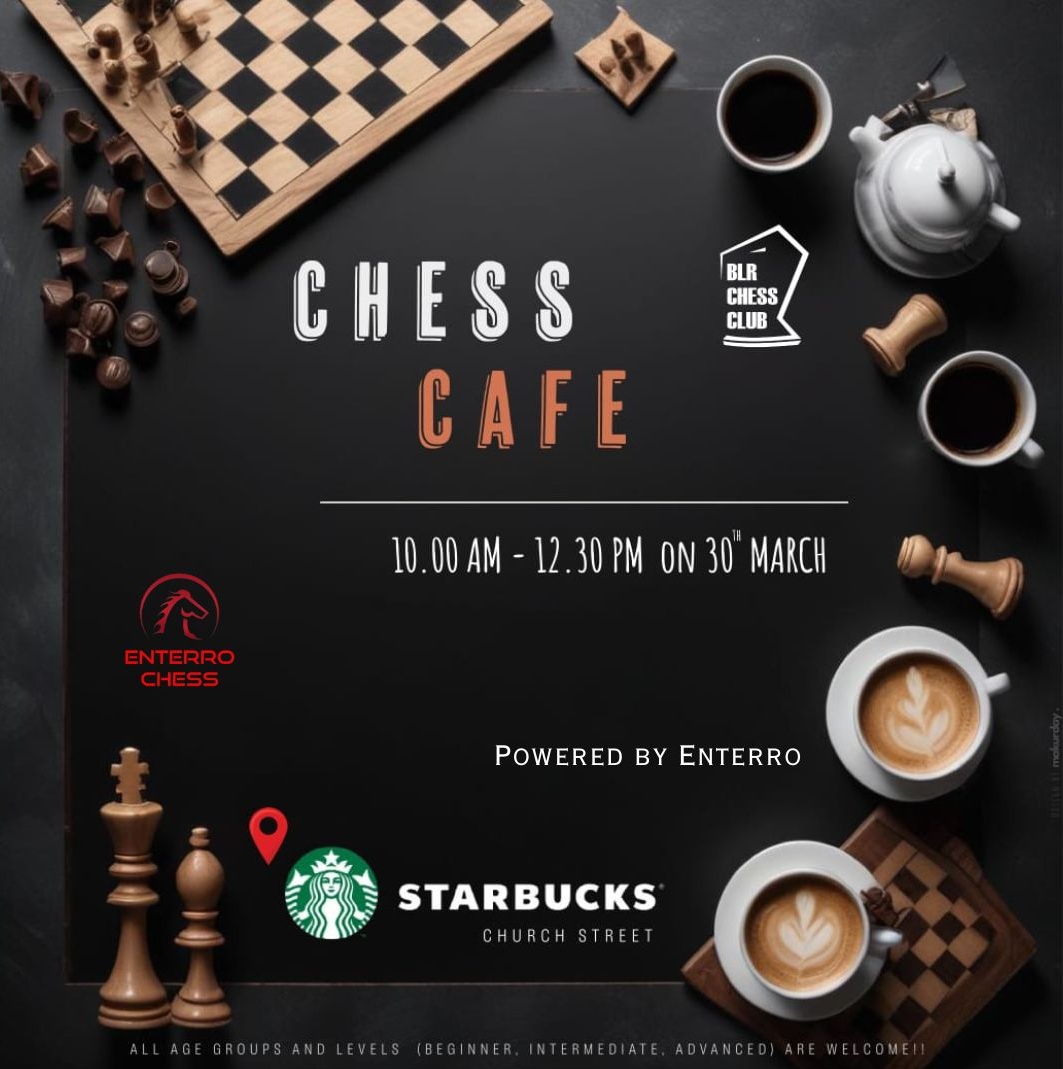 CHESS
CAFE
BLR
CHESS
CLUB
10.00 AM - 12.30 PM on 30TH MARCH
ENTERRO
CHESS
POWERED BY ENTERRO
STARBUCKS®
CHURCH STREET
ALL AGE GROUPS AND LEVELS (BEGINNER, INTERMEDIATE, ADVANCED) ARE WELCOME!!